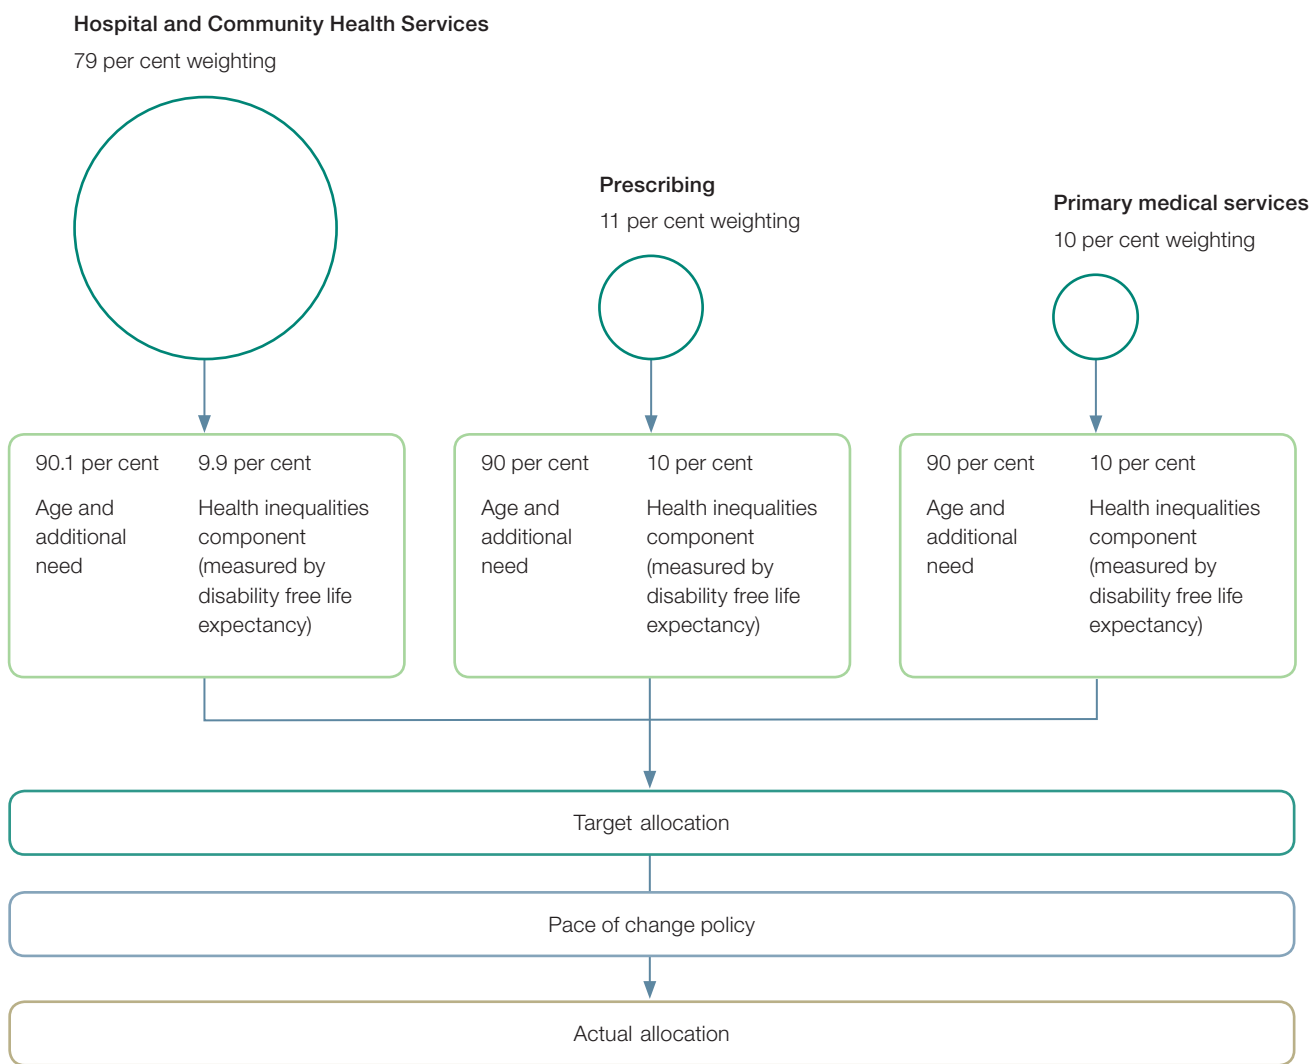 Hospital and Community Health Services
79 per cent weighting
Prescribing
11 per cent weighting
Primary medical services
10 per cent weighting
90.1 per cent
Age and
additional
need
9.9 per cent
Health inequalities
component
(measured by
disability free life
expectancy)
90 per cent
Age and
additional
need
10 per cent
Health inequalities
component
(measured by
disability free life
expectancy)
90 per cent
Age and
additional
need
10 per cent
Health inequalities
component
(measured by
disability free life
expectancy)
Target allocation
Pace of change policy
Actual allocation